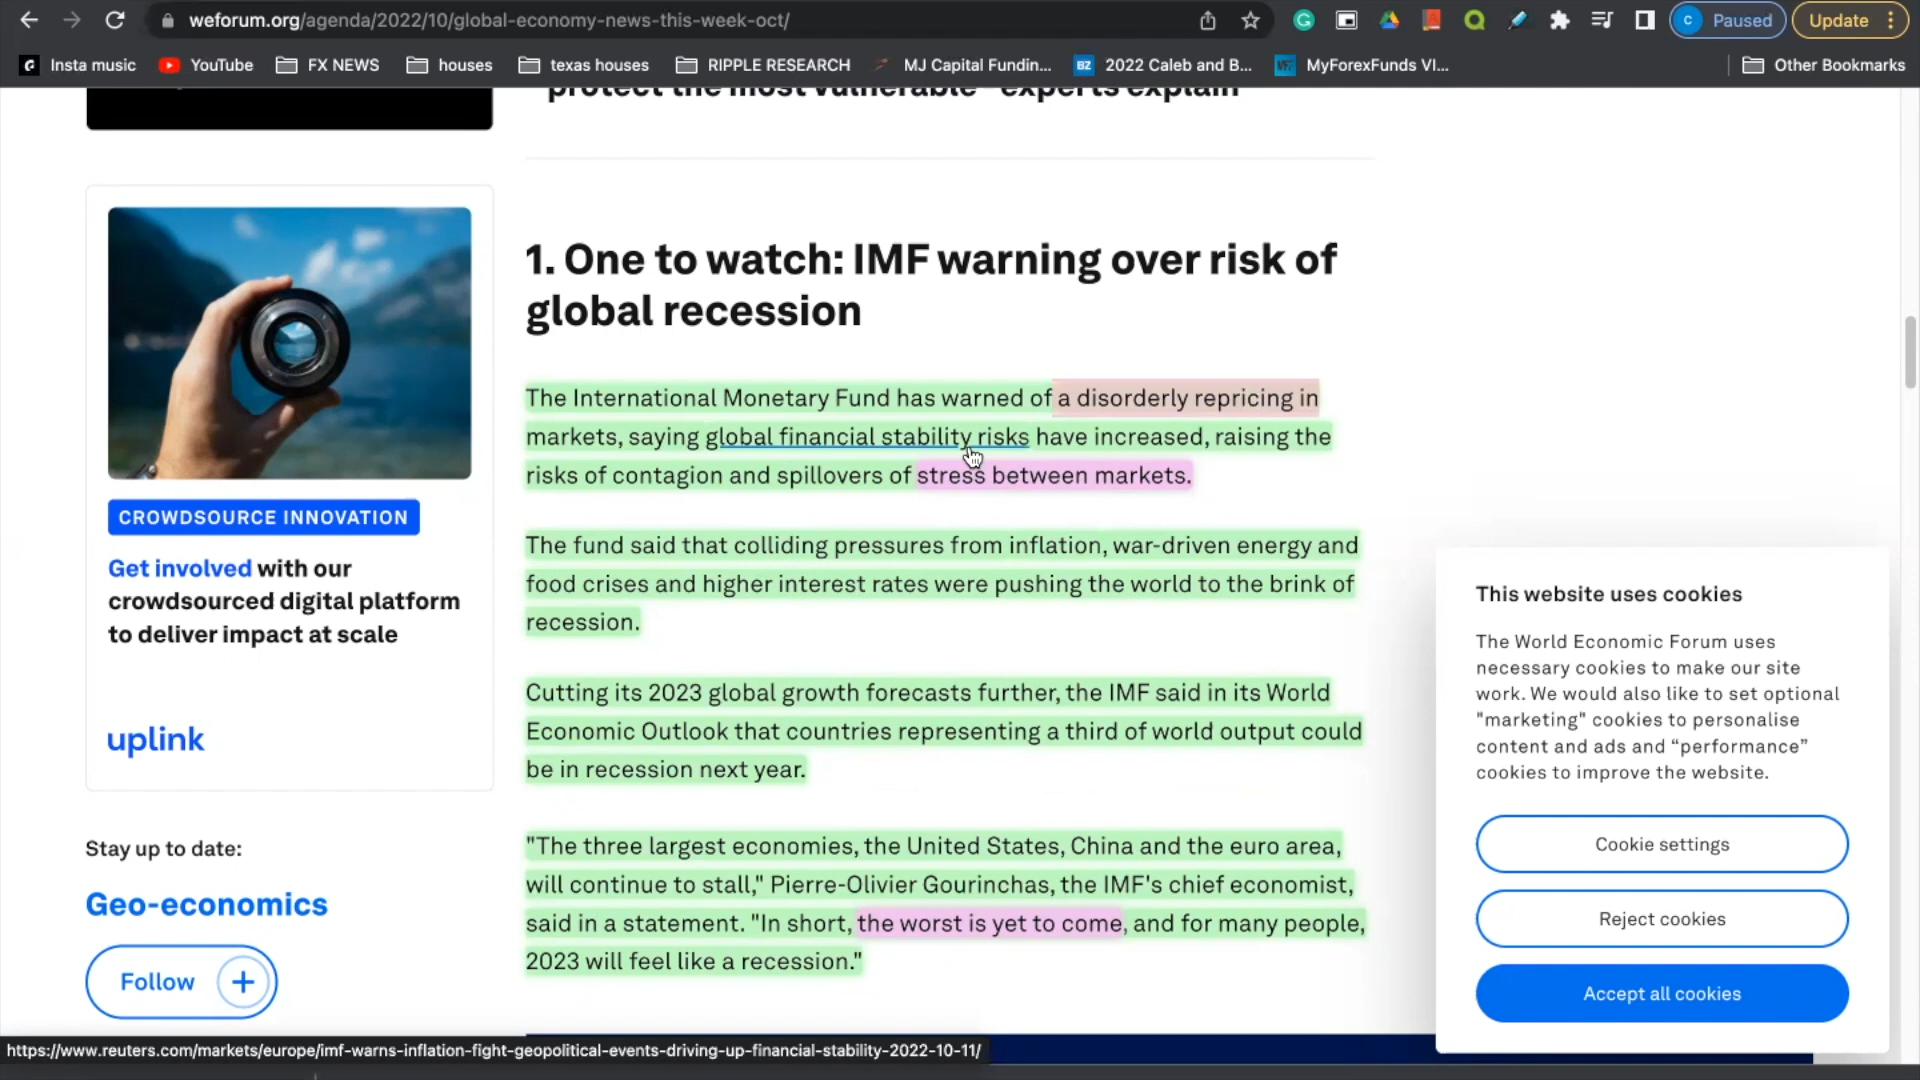 weforum.org/agenda/2022/10/global-economy-news-this-week-oct/
C Paused
Update
Insta music
YouTube
FX NEWS
houses
texas houses
RIPPLE RESEARCH
MJ Capital Fundin...
BZ 2022 Caleb and B...
MyForexFunds VI...
Other Bookmarks
protect the most vulnerable - experts explain
1. One to watch: IMF warning over risk of
global recession
The International Monetary Fund has warned of a disorderly repricing in
markets, saying global financial stability risks have increased, raising the
risks of contagion and spillovers of stress between markets.
The fund said that colliding pressures from inflation, war-driven energy and
food crises and higher interest rates were pushing the world to the brink of
recession.
Cutting its 2023 global growth forecasts further, the IMF said in its World
Economic Outlook that countries representing a third of world output could
be in recession next year.
"The three largest economies, the United States, China and the euro area,
will continue to stall," Pierre-Olivier Gourinchas, the IMF's chief economist,
said in a statement. "In short, the worst is yet to come, and for many people,
2023 will feel like a recession."
CROWDSOURCE INNOVATION
Get involved with our
crowdsourced digital platform
to deliver impact at scale
uplink
Stay up to date:
Geo-economics
Follow
This website uses cookies
The World Economic Forum uses
necessary cookies to make our site
work. We would also like to set optional
"marketing" cookies to personalise
content and ads and “performance”
cookies to improve the website.
Cookie settings
Reject cookies
Accept all cookies
https://www.reuters.com/markets/europe/imf-warns-inflation-fight-geopolitical-events-driving-up-financial-stability-2022-10-11/